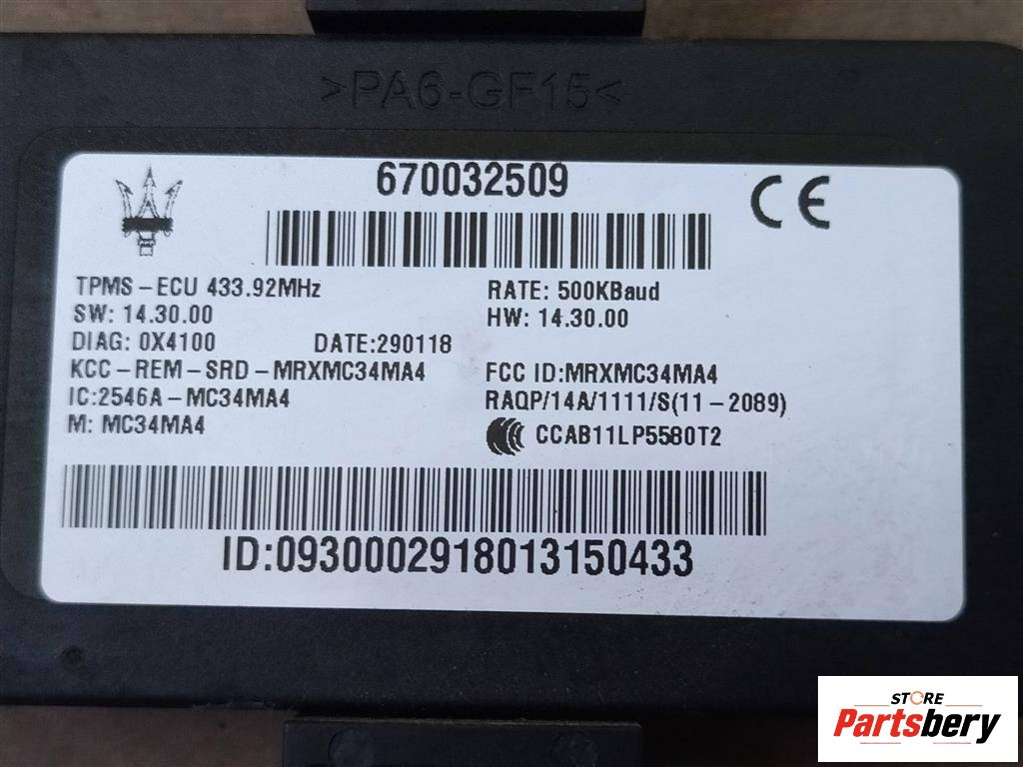 >PA6-GF15<
670032509
CE
TPMS-ECU 433.92MHz
RATE: 500KBaud
SW: 14.30.00
HW: 14.30.00
DIAG: 0X4100 DATE:290118
KCC-REM-SRD-MRXMC34MA4
FCC ID:MRXMC34MA4
IC:2546A-MC34MA4
RAQP/14A/1111/S(11-2089)
M: MC34MA4
CCAB11LP5580T2
ID:0930002918013150433
STORE
Partsbery